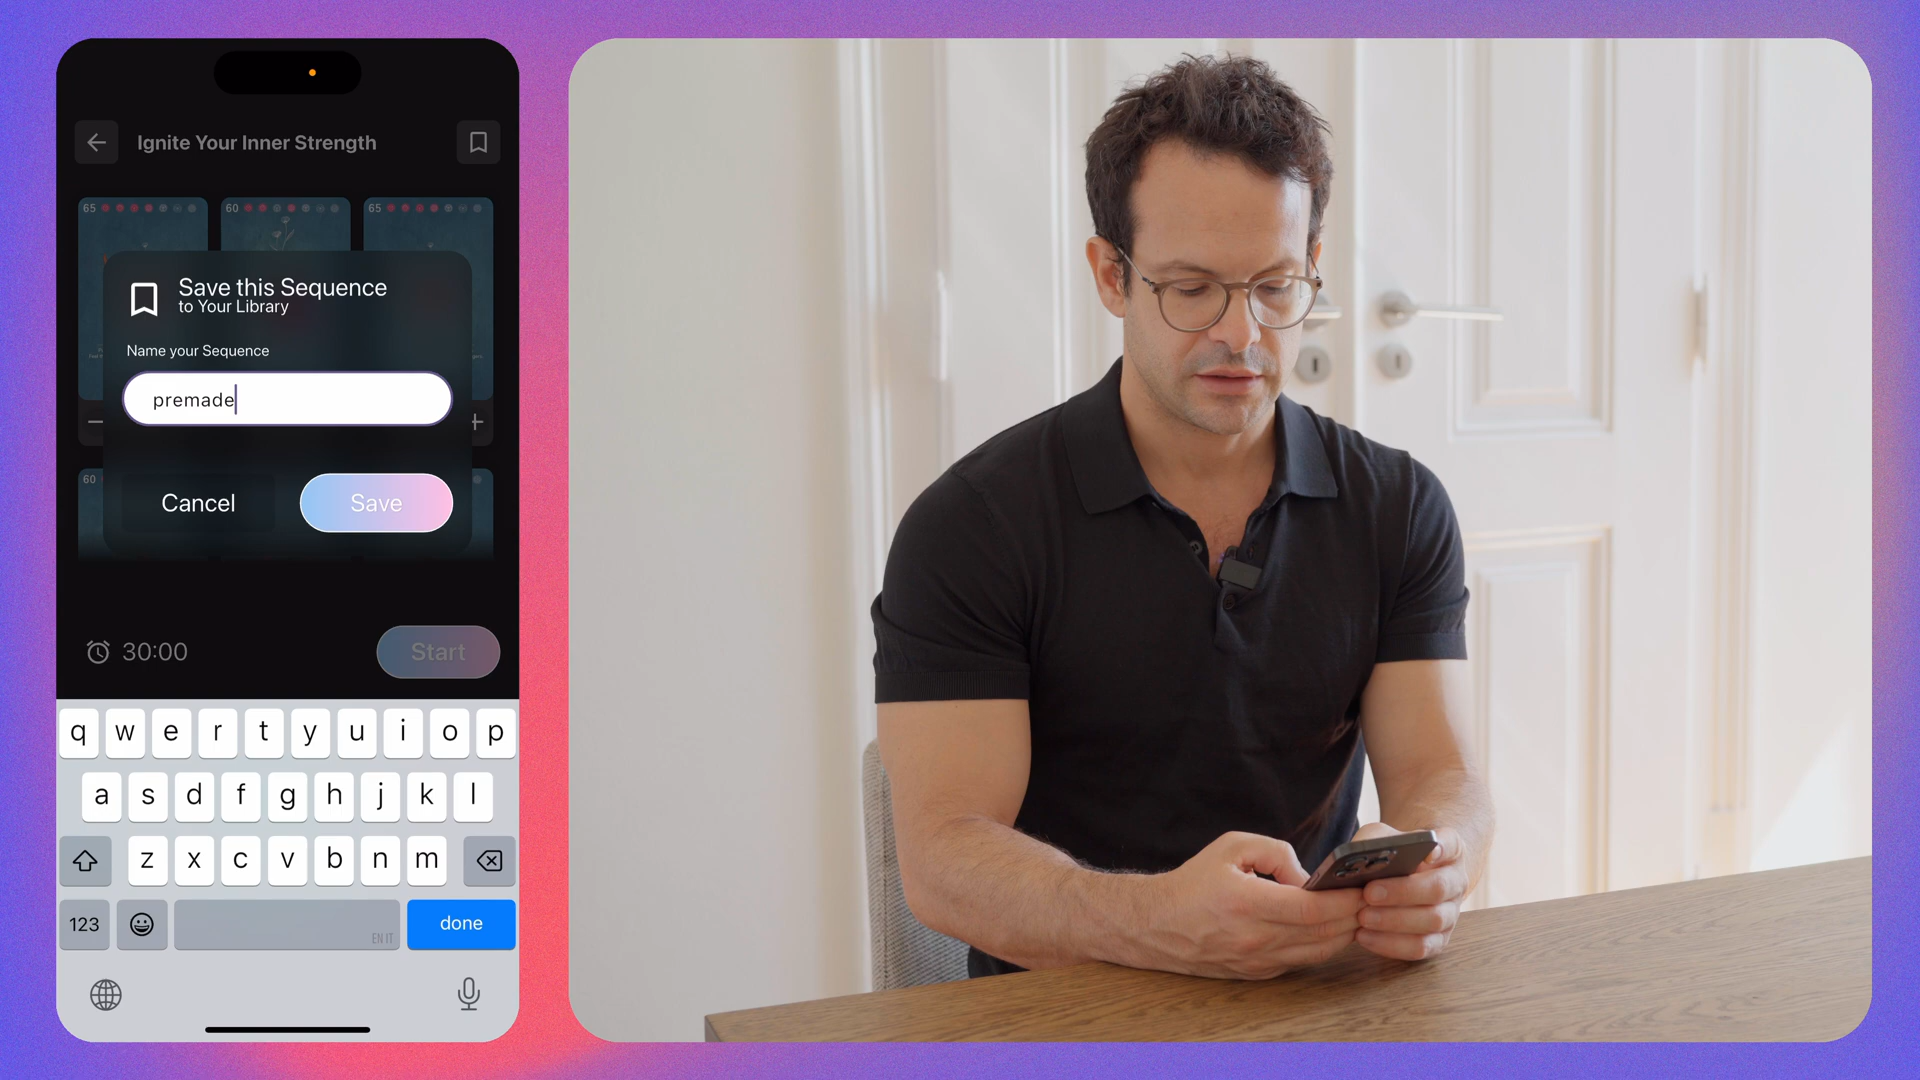 Ignite Your Inner Strength
65
60
65
Save this Sequence
to Your Library
Name your Sequence
premade
60
Cancel
Save
30:00
Start
q w e r t y u i o p
a s d f g h j k l
z x c v b n m
123
EN IT
done